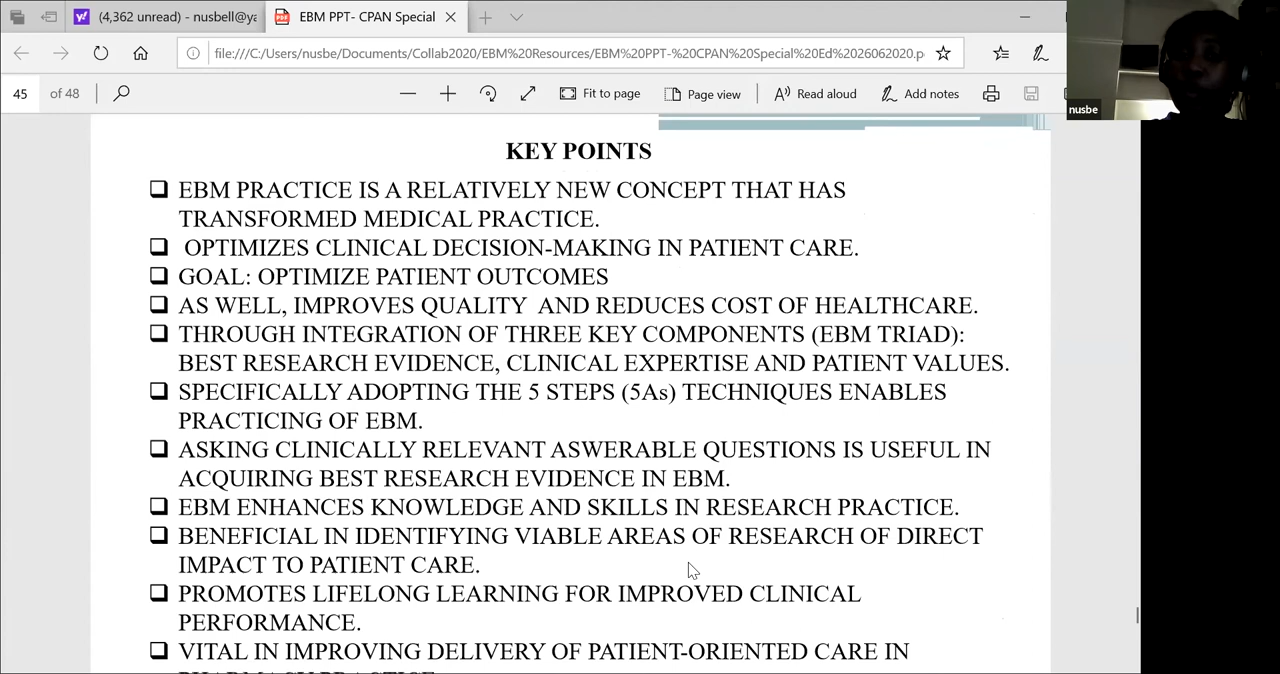 (4,362 unread) - nusbell@ya
EBM PPT- CPAN Special
file:///C:/Users/nusbe/Documents/Collab2020/EBM%20Resources/EBM%20PPT-%20CPAN%20Special%20Ed%2026062020.p
45 of 48
Fit to page
Page view
Read aloud
Add notes
nusbe
KEY POINTS
❑ EBM PRACTICE IS A RELATIVELY NEW CONCEPT THAT HAS
TRANSFORMED MEDICAL PRACTICE.
❑ OPTIMIZES CLINICAL DECISION-MAKING IN PATIENT CARE.
❑ GOAL: OPTIMIZE PATIENT OUTCOMES
❑ AS WELL, IMPROVES QUALITY AND REDUCES COST OF HEALTHCARE.
❑ THROUGH INTEGRATION OF THREE KEY COMPONENTS (EBM TRIAD):
BEST RESEARCH EVIDENCE, CLINICAL EXPERTISE AND PATIENT VALUES.
❑ SPECIFICALLY ADOPTING THE 5 STEPS (5As) TECHNIQUES ENABLES
PRACTICING OF EBM.
❑ ASKING CLINICALLY RELEVANT ASWERABLE QUESTIONS IS USEFUL IN
ACQUIRING BEST RESEARCH EVIDENCE IN EBM.
❑ EBM ENHANCES KNOWLEDGE AND SKILLS IN RESEARCH PRACTICE.
❑ BENEFICIAL IN IDENTIFYING VIABLE AREAS OF RESEARCH OF DIRECT
IMPACT TO PATIENT CARE.
❑ PROMOTES LIFELONG LEARNING FOR IMPROVED CLINICAL
PERFORMANCE.
❑ VITAL IN IMPROVING DELIVERY OF PATIENT-ORIENTED CARE IN